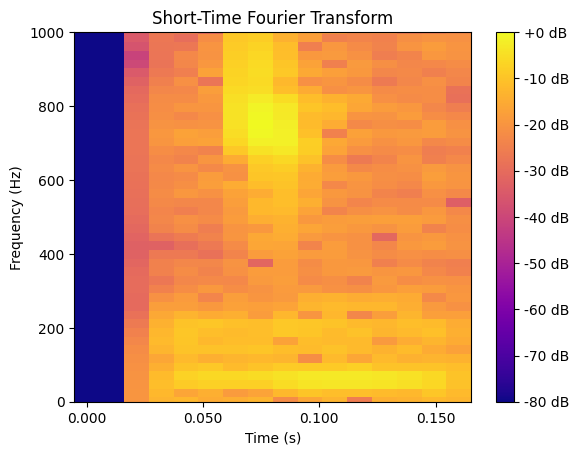 Short-Time Fourier Transform
Frequency (Hz)
1000
800
600
400
200
0
0.000 0.050 0.100 0.150
Time (s)
+0 dB
-10 dB
-20 dB
-30 dB
-40 dB
-50 dB
-60 dB
-70 dB
-80 dB